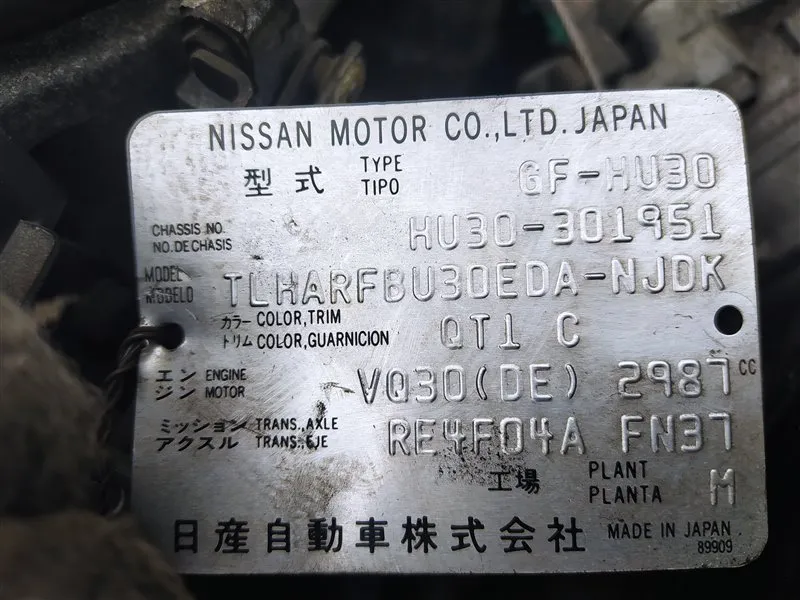 NISSAN MOTOR CO.,LTD. JAPAN
型式 TYPE TIPO GF-HU30
CHASSIS NO. NO. DE CHASIS HU30-301951
MODEL MODELO TLHARFBU30EDA-NJDK
カラー COLOR,TRIM トリム COLOR,GUARNICION QT1 C
エンジン ENGINE MOTOR VQ30(DE) 2987 CC
ミッション TRANS.,AXLE アクスル TRANS.,EJE RE4F04A FN37
工場 PLANT PLANTA M
日産自動車株式会社 MADE IN JAPAN
89909